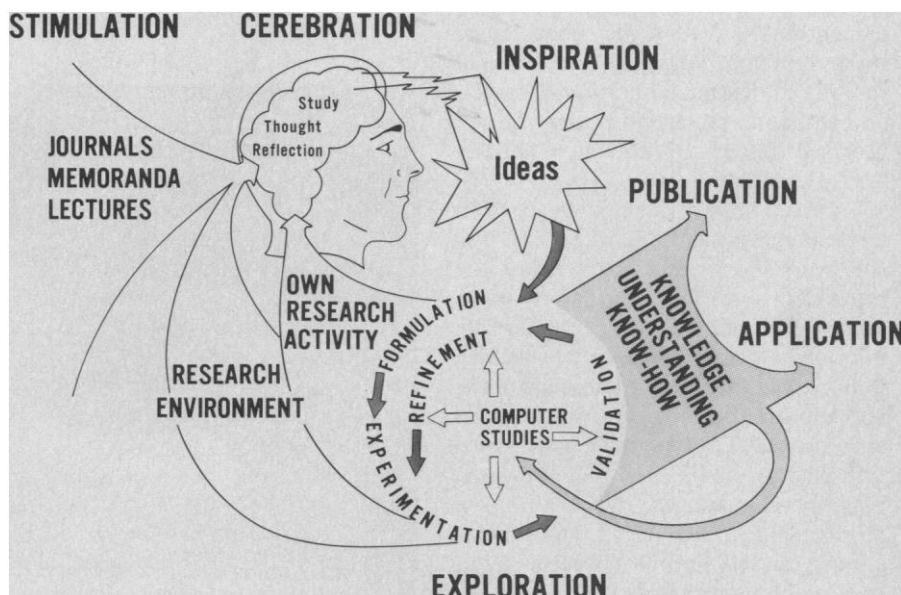 STIMULATION
CEREBRATION
INSPIRATION
Study
Thought
Reflection
Ideas
JOURNALS
MEMORANDA
LECTURES
PUBLICATION
OWN
RESEARCH
ACTIVITY
FORMULATION
REFINEMENT
KNOWLEDGE
UNDERSTANDING
KNOW-HOW
APPLICATION
RESEARCH
ENVIRONMENT
COMPUTER
STUDIES
VALIDATION
EXPERIMENTATION
EXPLORATION